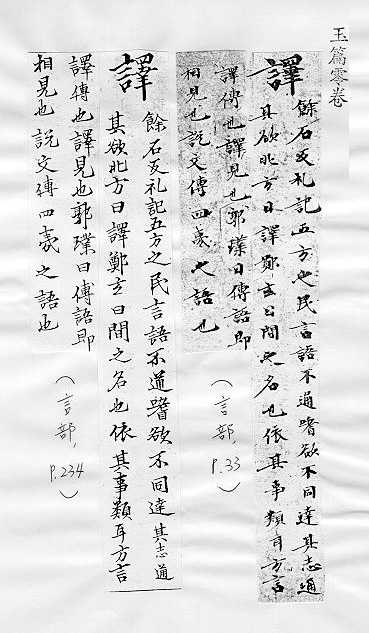 玉篇零卷
譯
餘石反礼記五方之民言語不通嗜欲不同達其志通
其欲北方曰譯鄭玄曰間之名也依其事類耳方言
譯傳也譯見也郭璞曰傳語即
相見也説文傳四夷之語也
(言部, P.33)
譯
餘石反礼記五方之民言語不通嗜欲不同達其志通
其欲北方曰譯鄭玄曰間之名也依其事類耳方言
譯傳也譯見也郭璞曰傳語即
相見也説文傳四夷之語也
(言部, P.234)